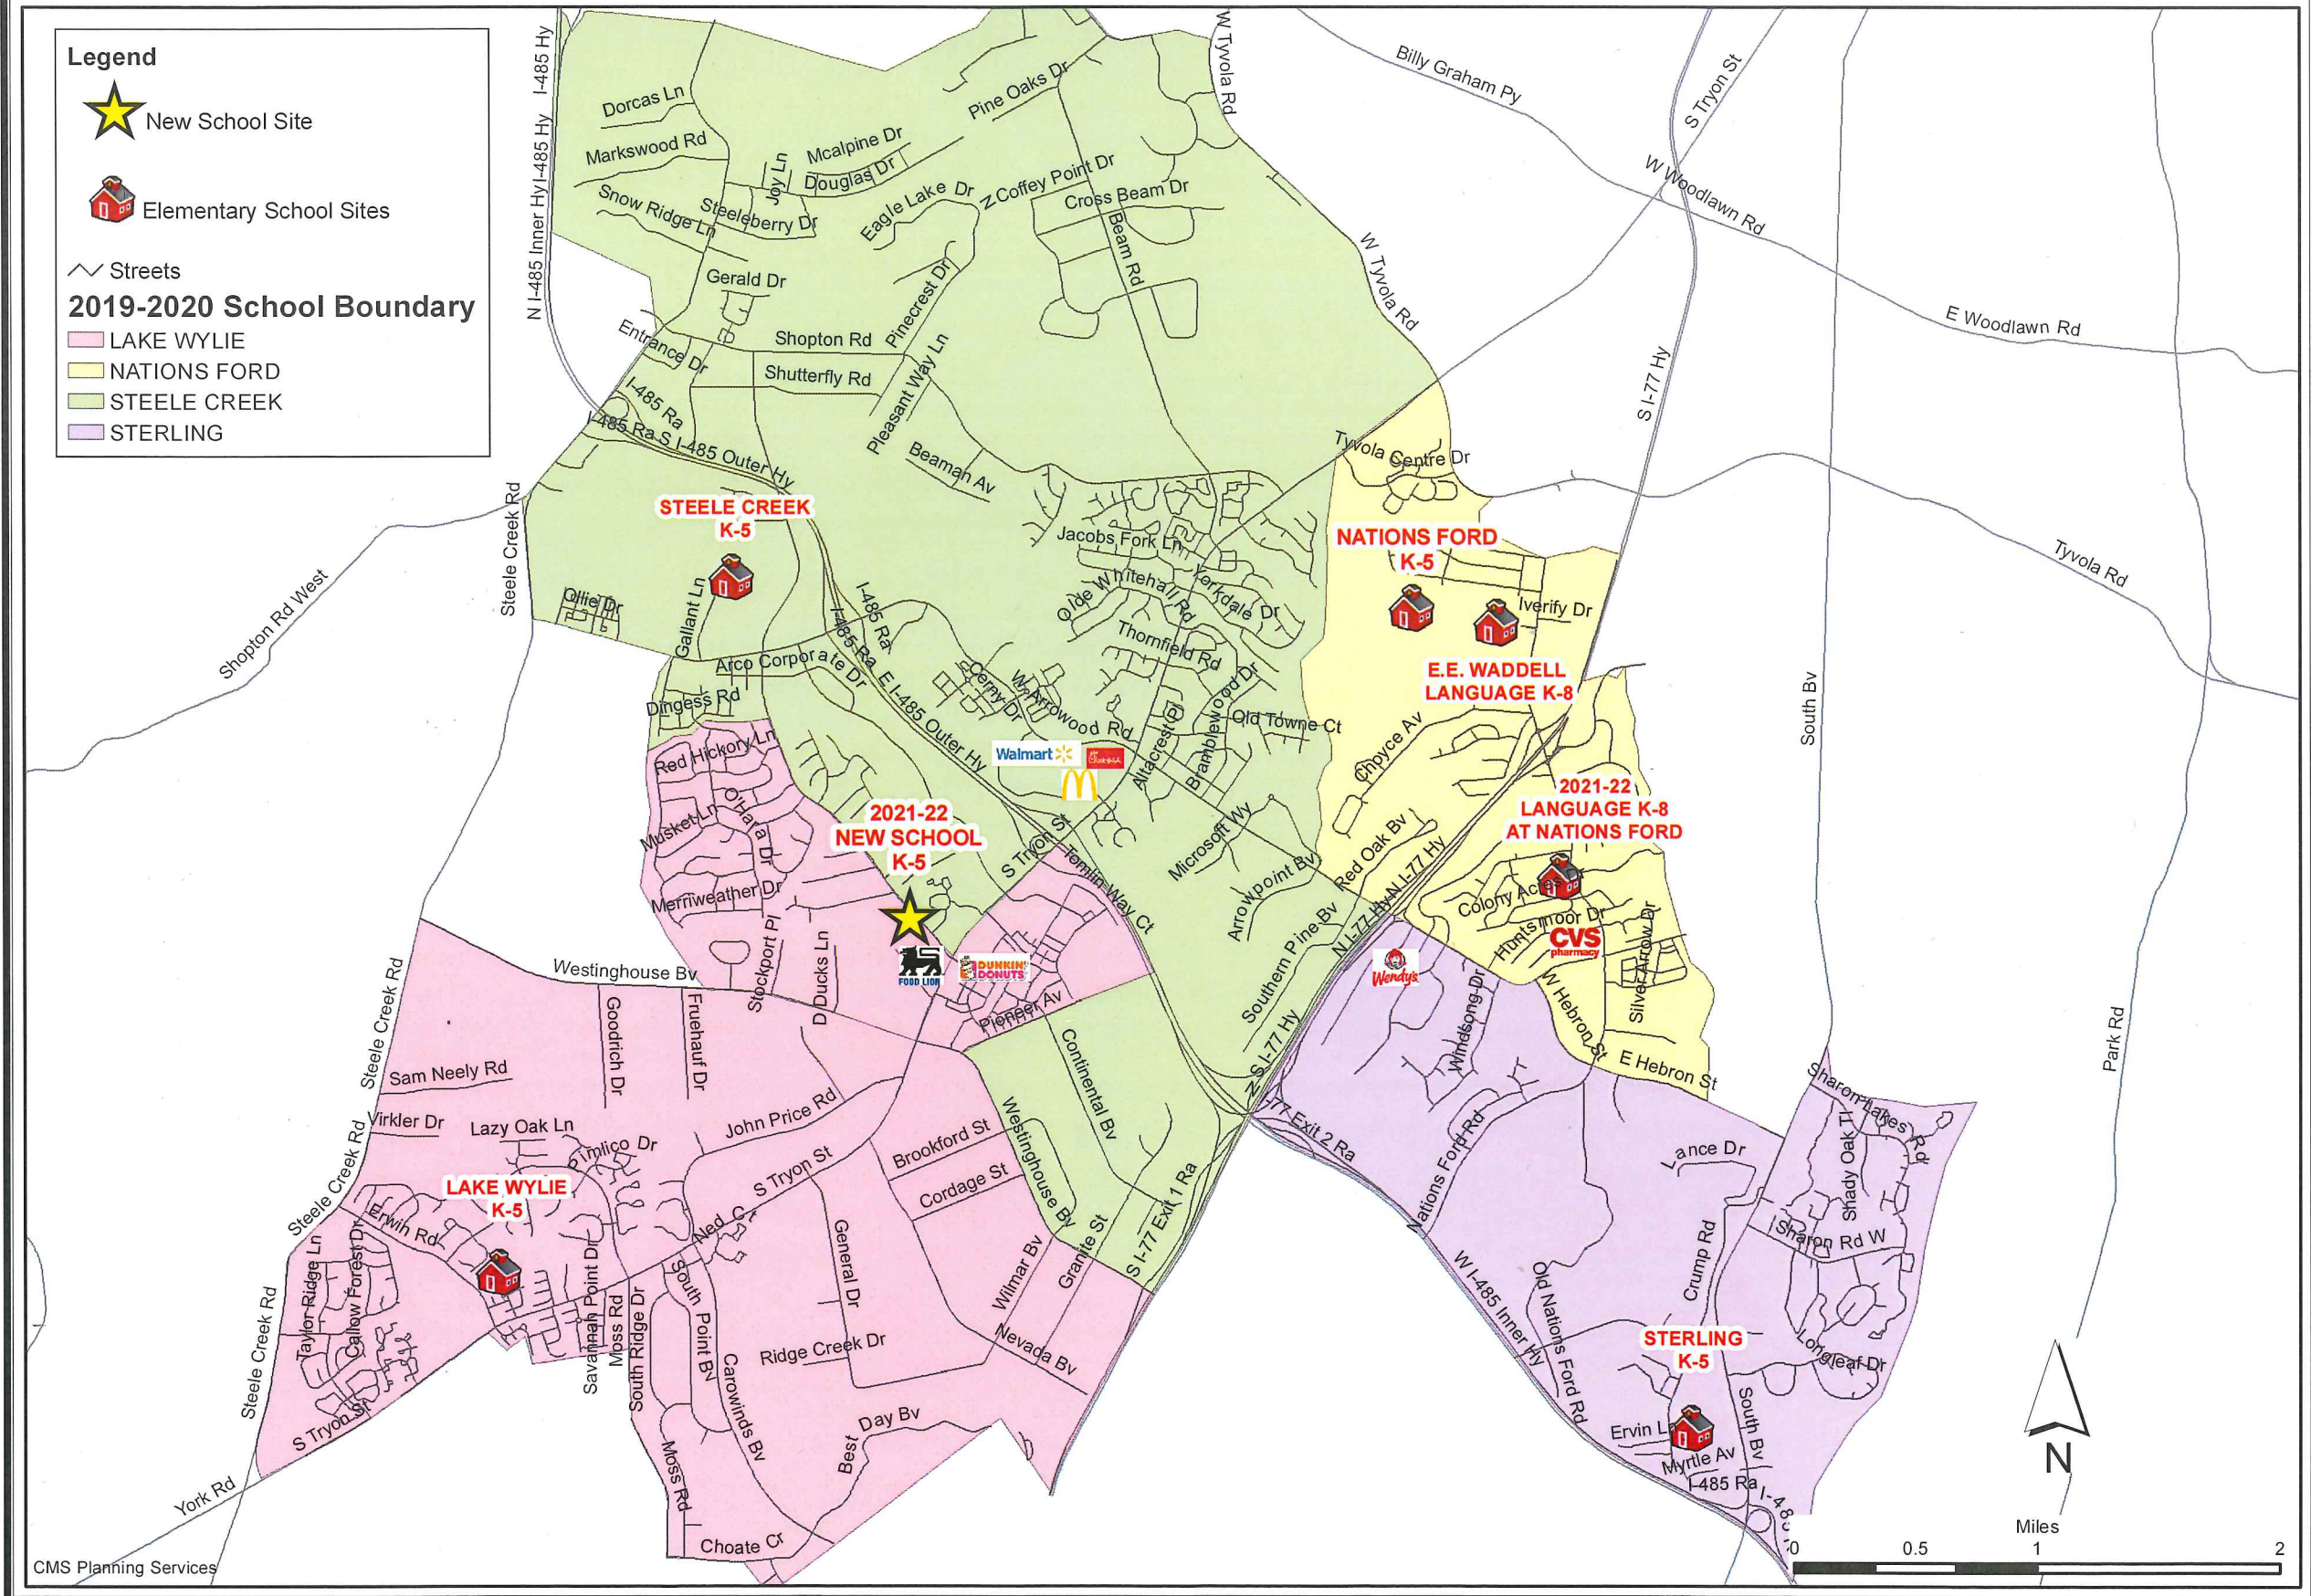 Legend
New School Site
Elementary School Sites
Streets
2019-2020 School Boundary
LAKE WYLIE
NATIONS FORD
STEELE CREEK
STERLING
I-485 Hy
I-485 Hy
N I-485 Inner Hy
W Tyvola Rd
Billy Graham Py
S Tryon St
W Woodlawn Rd
E Woodlawn Rd
Dorcas Ln
Pine Oaks Dr
Markswood Rd
Mcalpine Dr
Joy Ln
Douglas Dr
Snow Ridge Ln
Steeleberry Dr
Eagle Lake Dr
N Coffey Point Dr
Cross Beam Dr
Beam Rd
W Tyvola Rd
Gerald Dr
Pinecrest Dr
Entrance Dr
Shopton Rd
Shutterfly Rd
Pleasant Way Ln
S I-77 Hy
I-485 Ra
I-485 Ra
S I-485 Outer Hy
Beaman Av
Tyvola Centre Dr
Steele Creek Rd
STEELE CREEK
K-5
Jacobs Fork Ln
NATIONS FORD
K-5
Tyvola Rd
Shopton Rd West
Ollie Dr
Gallant Ln
I-485 Ra
I-485 Ra
Olde Whitehall Rd
Yorkdale Dr
Iverify Dr
Thornfield Rd
Arco Corporate Dr
E.E. WADDELL
LANGUAGE K-8
Dingess Rd
E I-485 Outer Hy
Cerny Dr
W Arrowood Rd
Bramblewood Dr
Old Towne Ct
Altacrest Pl
Choyce Av
South Bv
Red Hickory Ln
Walmart
Chick-fil-A
Musket Ln
O'Hara Dr
2021-22
NEW SCHOOL
K-5
S Tryon St
Tomlin Way Ct
Microsoft Wy
Arrowpoint Bv
Red Oak Bv
N I-77 Hy
N I-77 Hy
2021-22
LANGUAGE K-8
AT NATIONS FORD
Merriweather Dr
Colony Acres
Huntsmoor Dr
CVS
pharmacy
Silver Arrow Dr
Stockport Pl
D Ducks Ln
FOOD LION
DUNKIN'
DONUTS
Southern Pine Bv
Wendy's
Westinghouse Bv
Steele Creek Rd
Goodrich Dr
Fruehauf Dr
Pioneer Av
Continental Bv
S I-77 Hy
N
Windsong Dr
W Hebron St
E Hebron St
Park Rd
Sam Neely Rd
Virkler Dr
Lazy Oak Ln
Pimlico Dr
John Price Rd
Steele Creek Rd
Brookford St
Cordage St
Westinghouse Bv
I-77 Exit 2 Ra
Nations Ford Rd
Lance Dr
Sharon Lakes Rd
Shady Oak Tl
LAKE WYLIE
K-5
Erwin Rd
S Tryon St
Ned Ct
General Dr
Wilmar Bv
Granite St
S I-77 Exit 1 Ra
Crump Rd
Sharon Rd W
Taylor Ridge Ln
Callow Forest Dr
Savannah Point Dr
Moss Rd
South Ridge Dr
South Point Bv
Carowinds Bv
Ridge Creek Dr
Nevada Bv
W I-485 Inner Hy
Old Nations Ford Rd
STERLING
K-5
Longleaf Dr
Steele Creek Rd
S Tryon St
Best Day Bv
Ervin Ln
Myrtle Av
South Bv
I-485 Ra
York Rd
Moss Rd
Choate Cr
N
Miles
0 0.5 1 2
CMS Planning Services